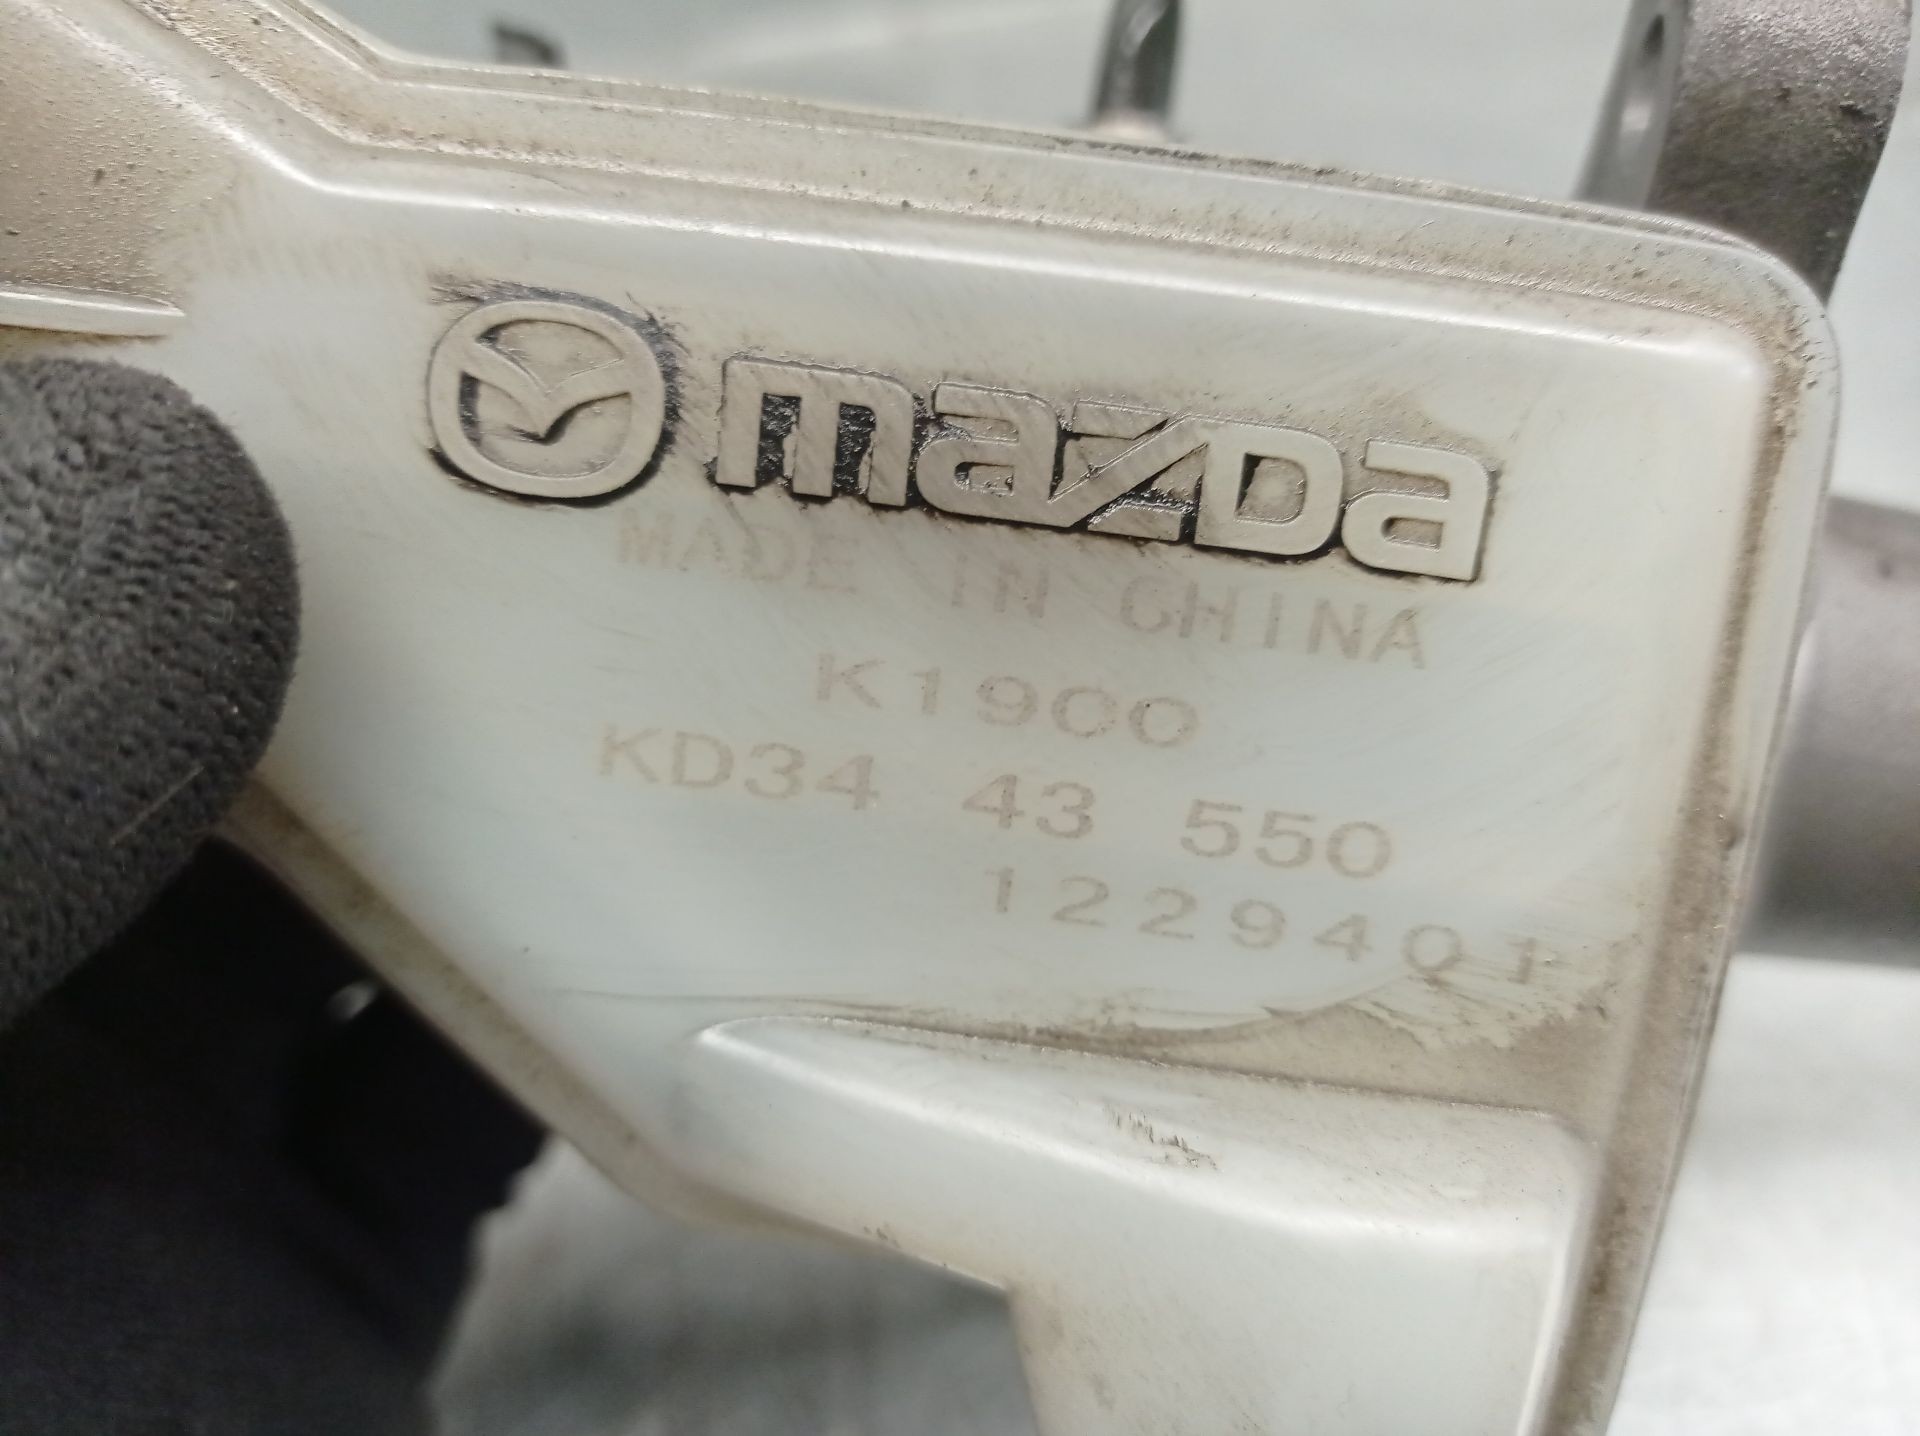 mazda
MADE IN CHINA
K1900
KD34 43 550
1229401